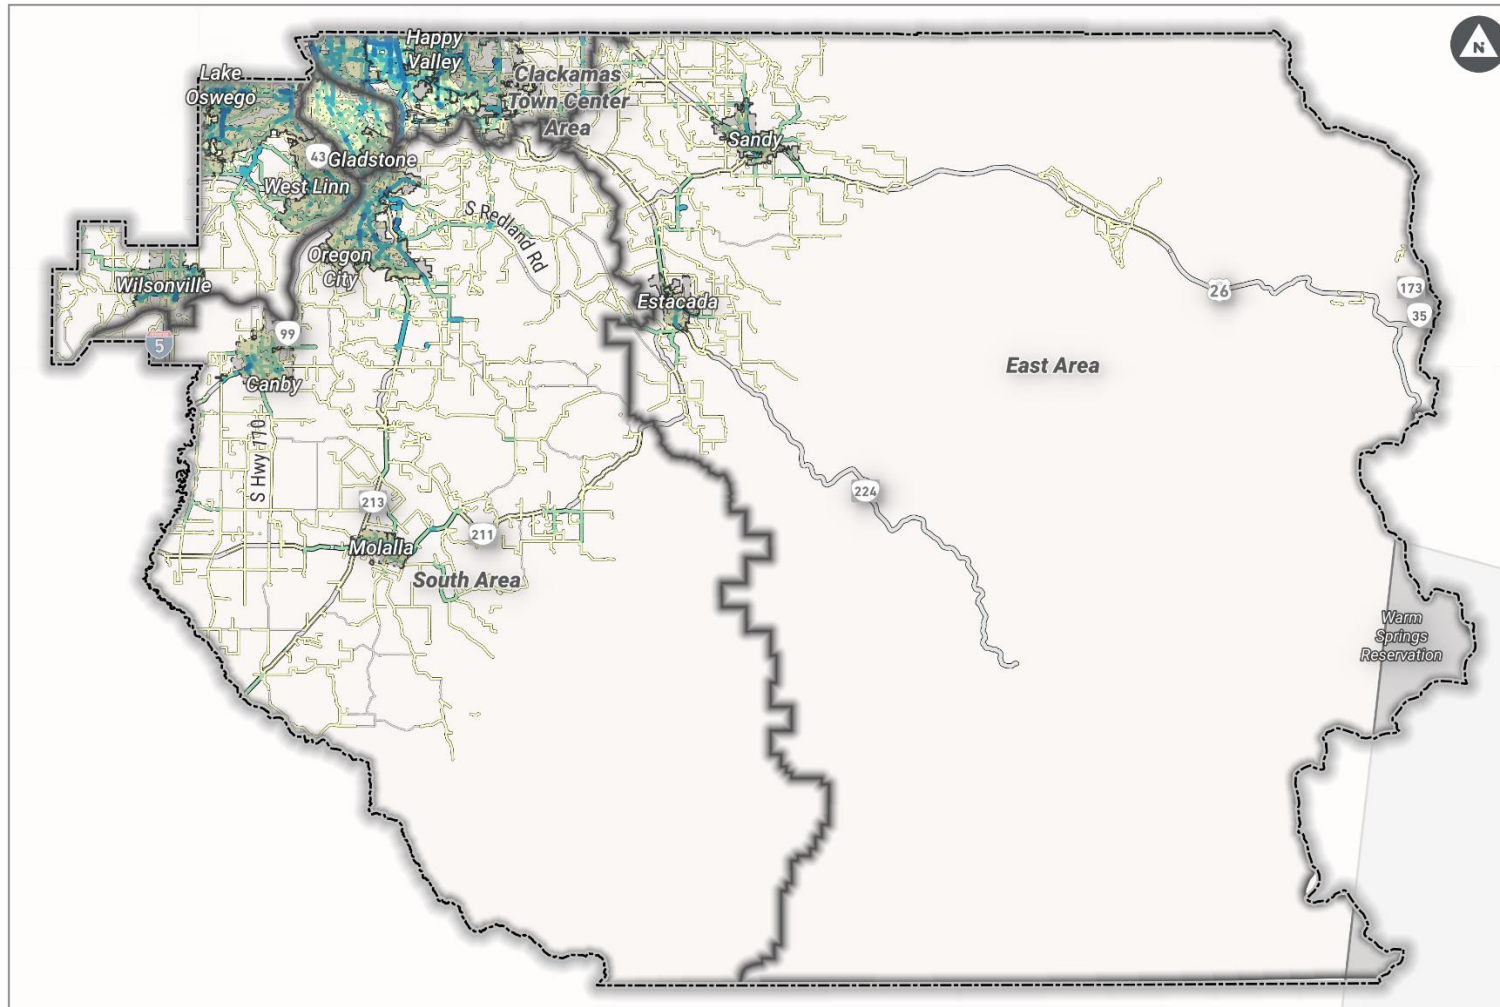 N
Happy
Valley
Lake
Oswego
Clackamas
Town Center
Area
Sandy
43
Gladstone
West Linn
S Redland Rd
Oregon
City
Wilsonville
Estacada
26
173
35
99
5
East Area
Canby
S Hwy 170
213
224
211
Molalla
South Area
Warm
Springs
Reservation